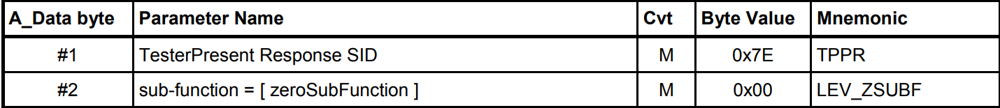 A_Data byte Parameter Name Cvt Byte Value Mnemonic
#1 TesterPresent Response SID M 0x7E TPPR
#2 sub-function = [ zeroSubFunction ] M 0x00 LEV_ZSUBF